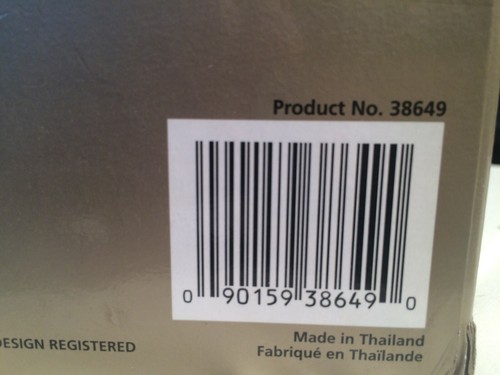 Product No. 38649
0 90159 38649 0
Made in Thailand
Fabriqué en Thaïlande
DESIGN REGISTERED